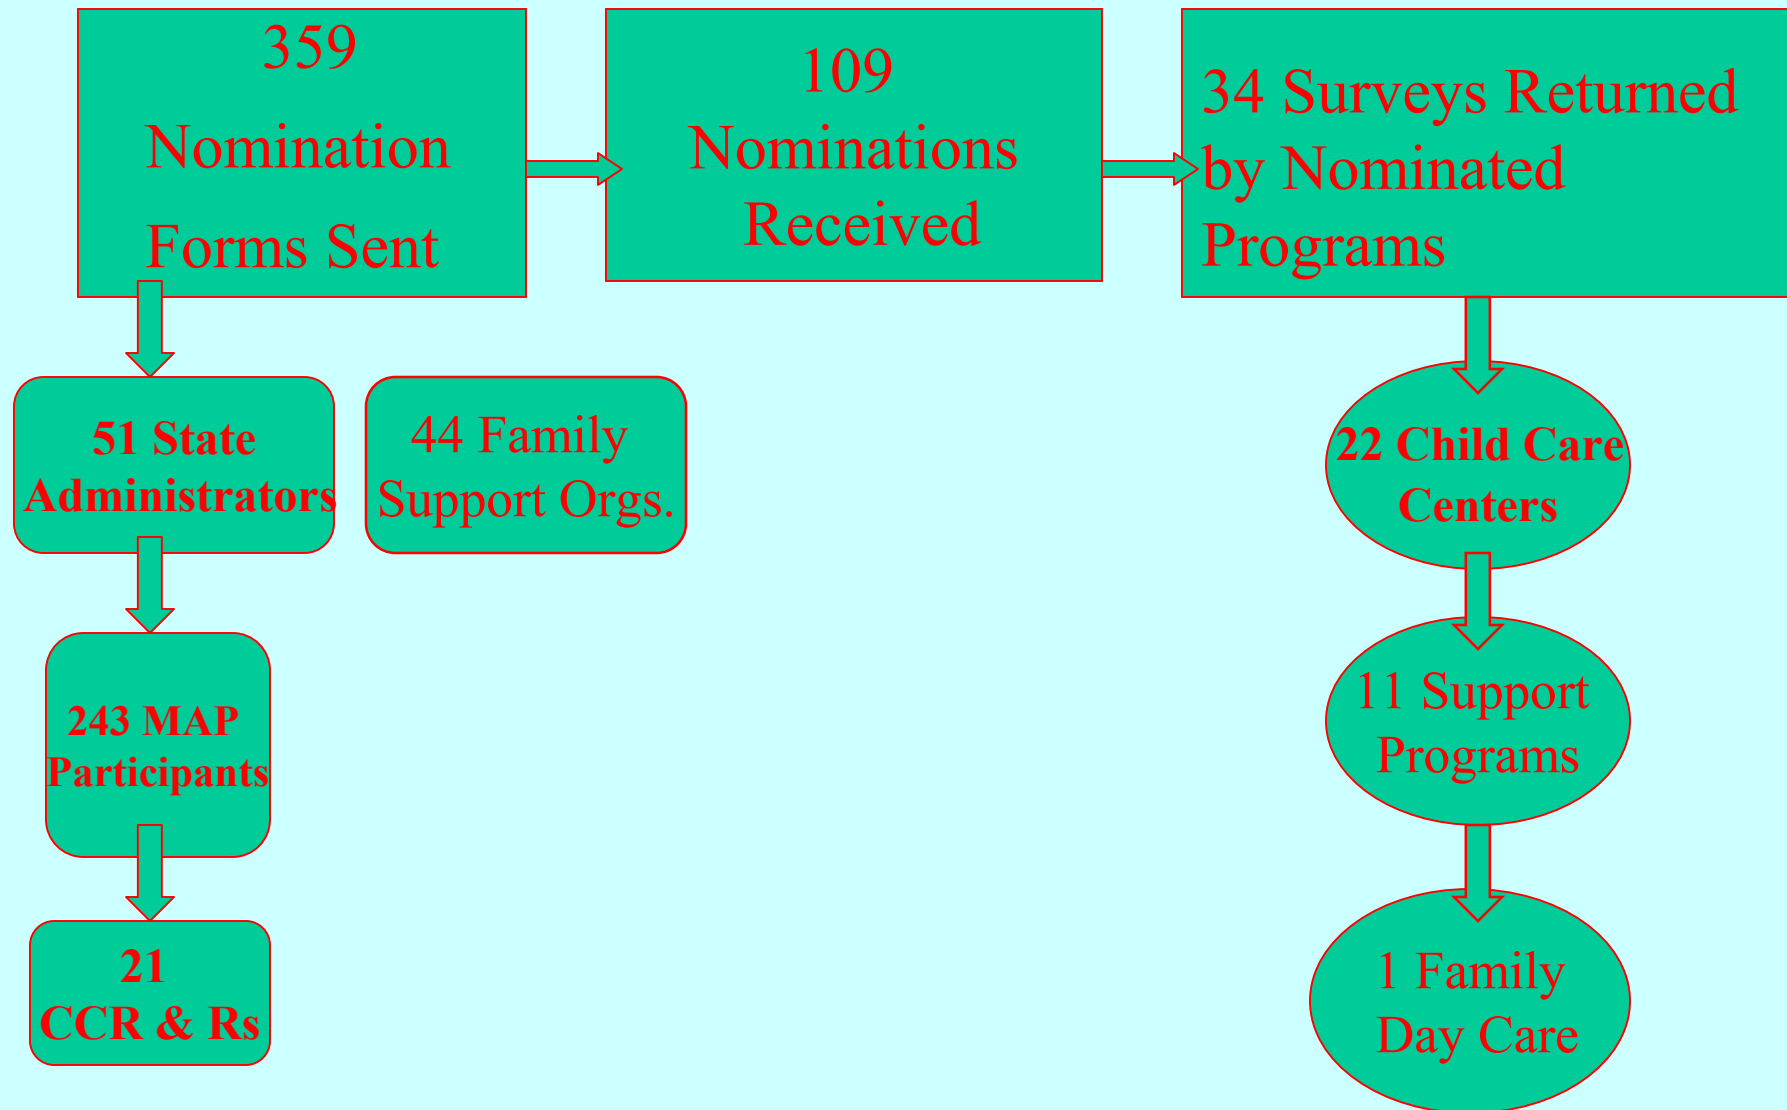 359
Nomination
Forms Sent
109
Nominations
Received
34 Surveys Returned
by Nominated
Programs
51 State
Administrators
44 Family
Support Orgs.
22 Child Care
Centers
243 MAP
Participants
11 Support
Programs
21
CCR & Rs
1 Family
Day Care